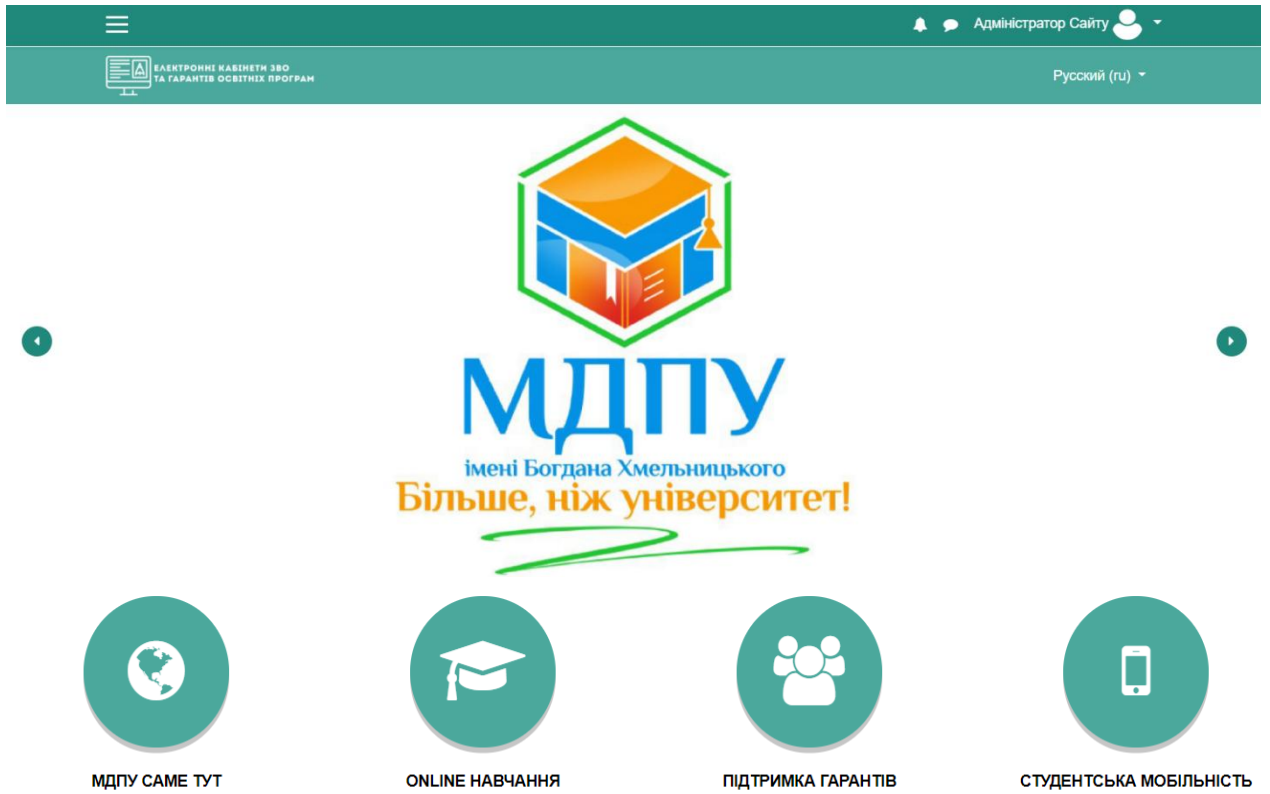 Адміністратор Сайту
ЕЛЕКТРОННІ КАБІНЕТИ ЗВО
ТА ГАРАНТІВ ОСВІТНІХ ПРОГРАМ
Русский (ru)
МДПУ
імені Богдана Хмельницького
Більше, ніж університет!
МДПУ САМЕ ТУТ
ONLINE НАВЧАННЯ
ПІДТРИМКА ГАРАНТІВ
СТУДЕНТСЬКА МОБІЛЬНІСТЬ